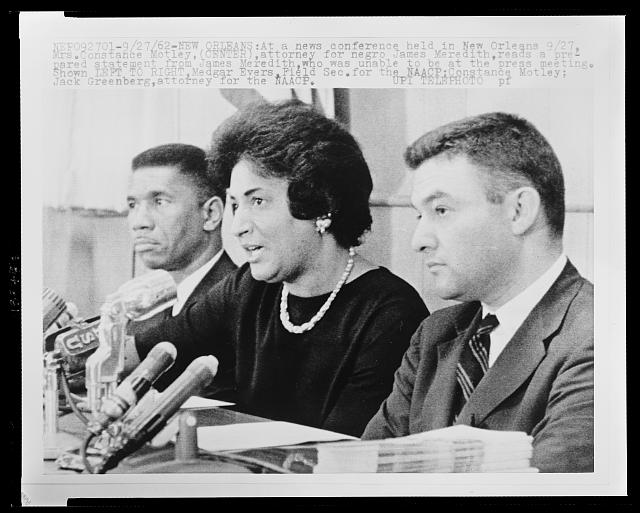 NEP092701-9/27/62-NEW ORLEANS:At a news conference held in New Orleans 9/27,
Mrs.Constance Motley,(CENTER),attorney for negro James Meredith,reads a pre-
pared statement from James Meredith,who was unable to be at the press meeting.
Shown LEFT TO RIGHT,Medgar Evers,Field Sec.for the NAACP;Constance Motley;
Jack Greenberg,attorney for the NAACP. UPI TELEPHOTO pf